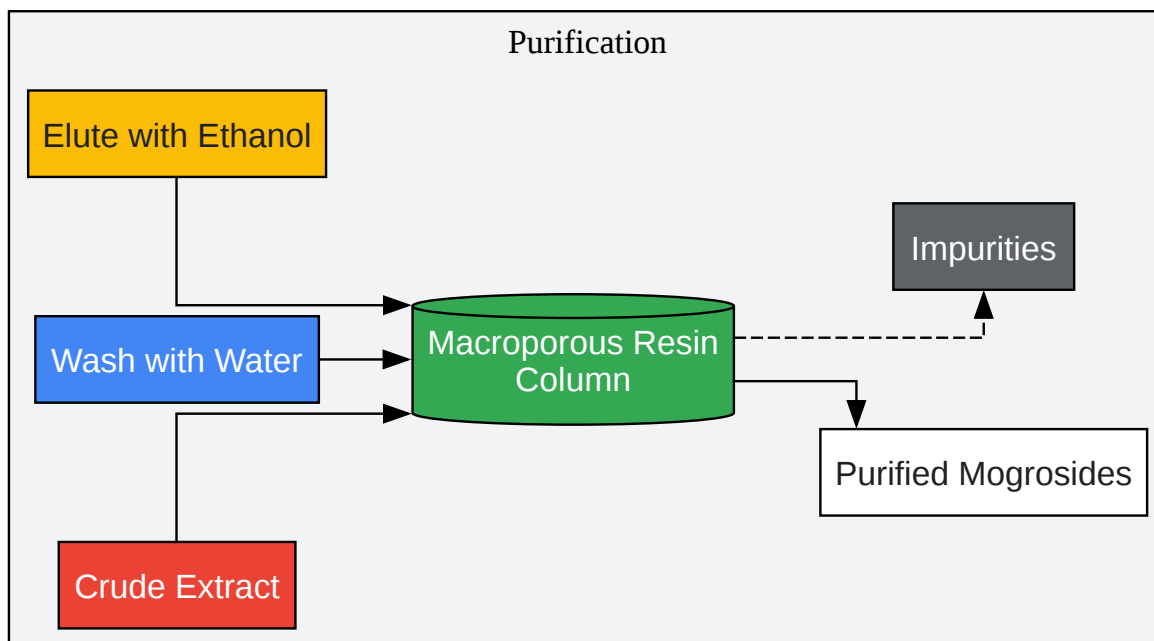 Purification
Elute with Ethanol
Impurities
Wash with Water
Macroporous Resin
Column
Purified Mogrosides
Crude Extract